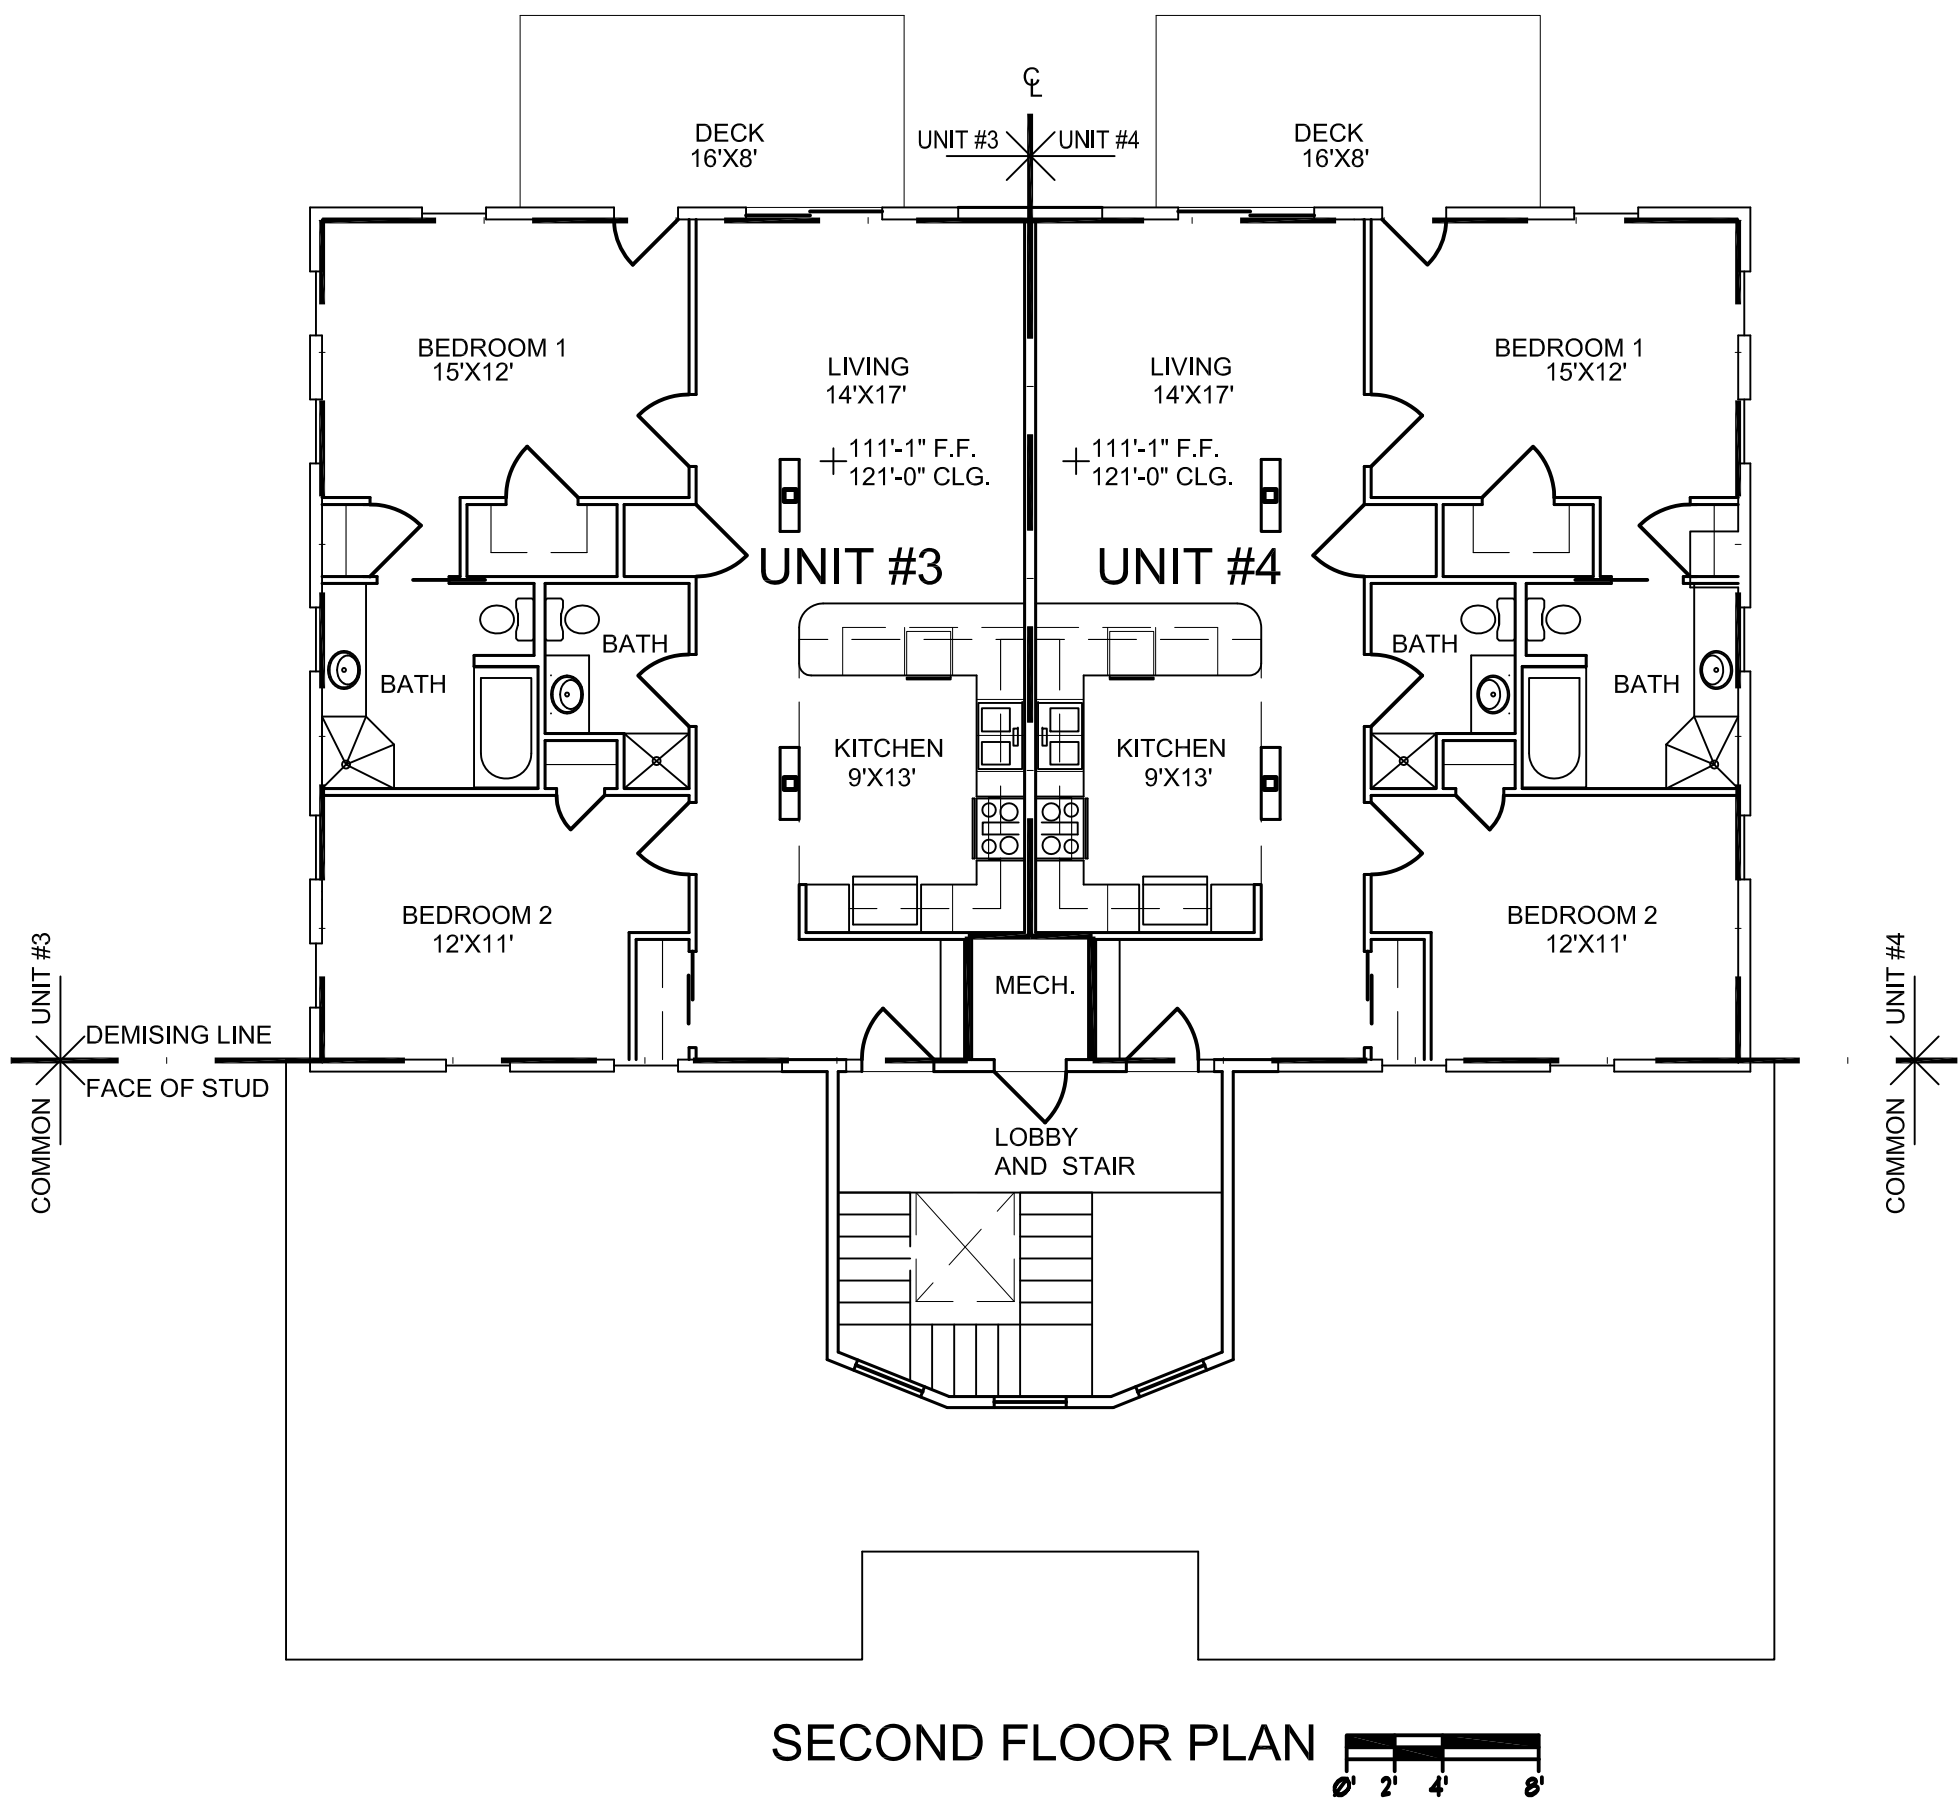 ℄
DECK
16'X8'
UNIT #3
UNIT #4
DECK
16'X8'
BEDROOM 1
15'X12'
LIVING
14'X17'
LIVING
14'X17'
BEDROOM 1
15'X12'
111'-1" F.F.
121'-0" CLG.
111'-1" F.F.
121'-0" CLG.
UNIT #3
UNIT #4
BATH
BATH
BATH
BATH
KITCHEN
9'X13'
KITCHEN
9'X13'
BEDROOM 2
12'X11'
BEDROOM 2
12'X11'
MECH.
UNIT #3
DEMISING LINE
FACE OF STUD
COMMON
UNIT #4
COMMON
LOBBY
AND STAIR
SECOND FLOOR PLAN
0' 2' 4' 8'